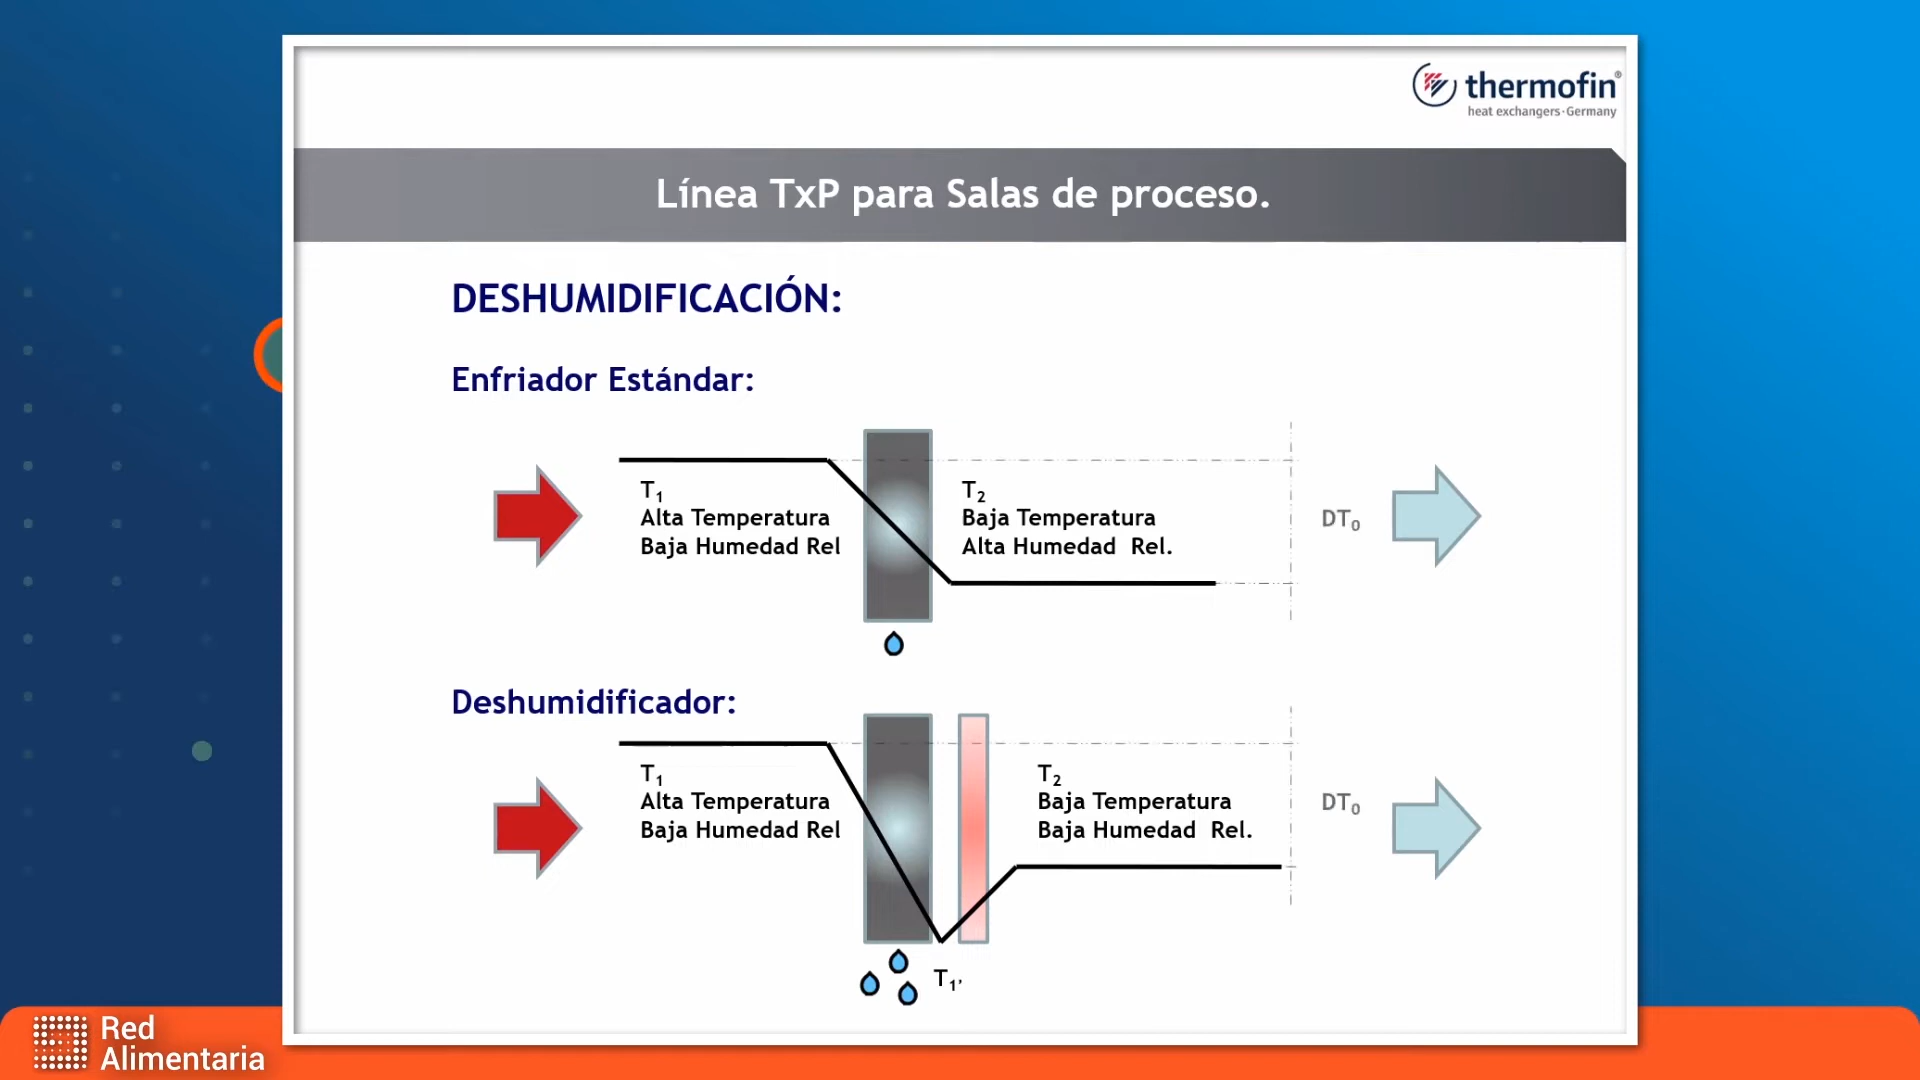 thermofin®
heat exchangers·Germany
Línea TxP para Salas de proceso.
DESHUMIDIFICACIÓN:
Enfriador Estándar:
T1
Alta Temperatura
Baja Humedad Rel
T2
Baja Temperatura
Alta Humedad Rel.
DT0
Deshumidificador:
T1
Alta Temperatura
Baja Humedad Rel
T2
Baja Temperatura
Baja Humedad Rel.
DT0
T1'
Red
Alimentaria